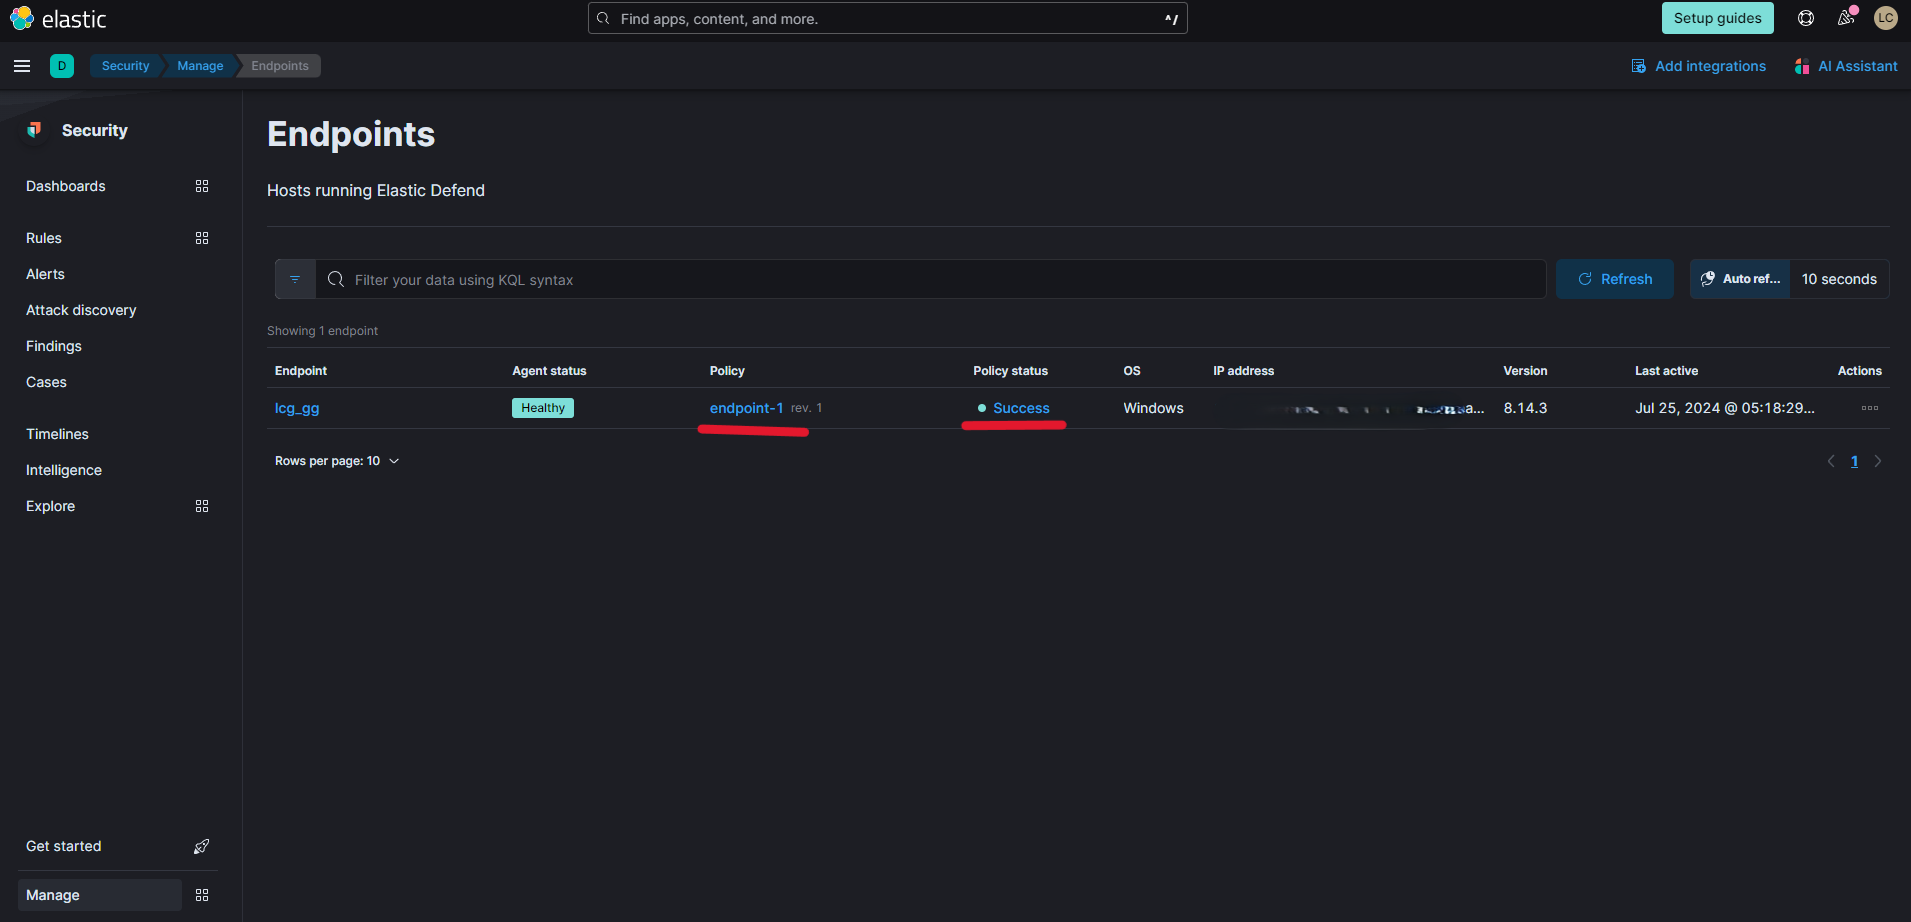 elastic
Find apps, content, and more.
^/
Setup guides
LC
D
Security
Manage
Endpoints
Add integrations
AI Assistant
Security
Dashboards
Rules
Alerts
Attack discovery
Findings
Cases
Timelines
Intelligence
Explore
Get started
Manage
Endpoints
Hosts running Elastic Defend
Filter your data using KQL syntax
Refresh
Auto ref...
10 seconds
Showing 1 endpoint
Endpoint Agent status Policy Policy status OS IP address Version Last active Actions
lcg_gg Healthy endpoint-1 rev. 1 Success Windows a... 8.14.3 Jul 25, 2024 @ 05:18:29...
Rows per page: 10
1